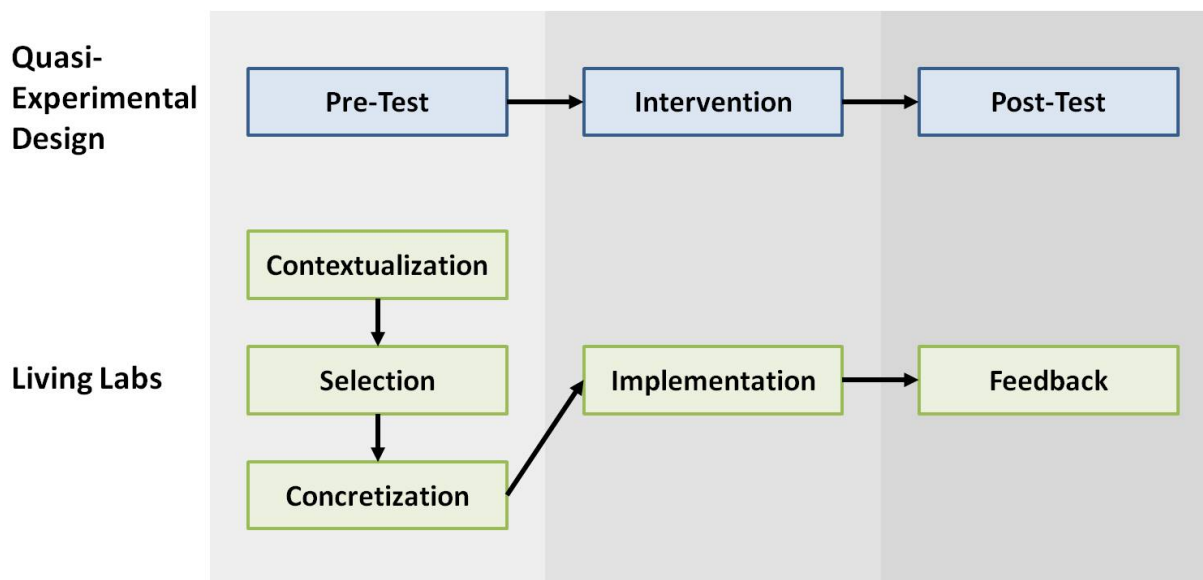 Quasi-
Experimental
Design
Pre-Test
Intervention
Post-Test
Contextualization
Living Labs
Selection
Implementation
Feedback
Concretization